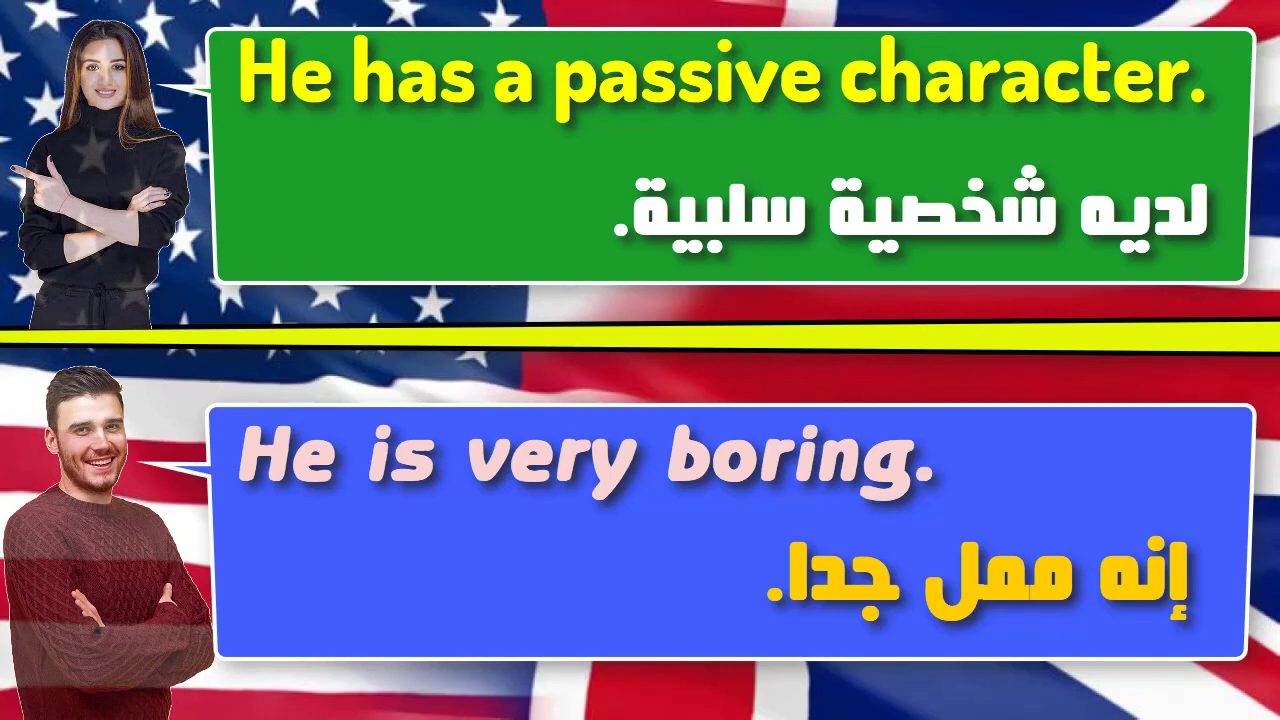 He has a passive character.
لديه شخصية سلبية.
He is very boring.
إنه ممل جدا.